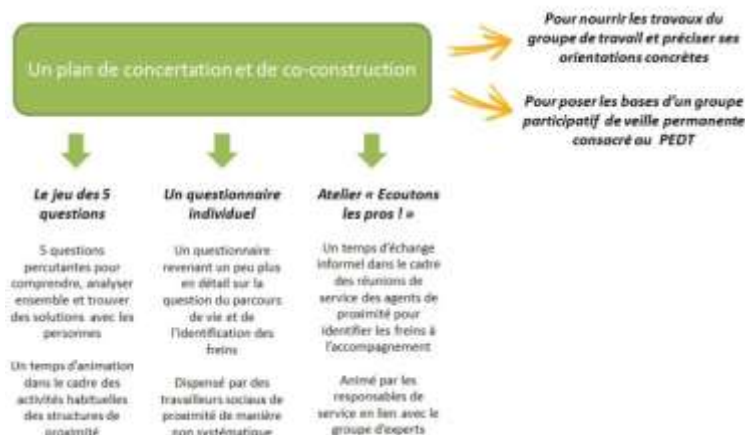 Un plan de concertation et de co-construction
Pour nourrir les travaux du
groupe de travail et préciser ses
orientations concrètes
Pour poser les bases d'un groupe
participatif de veille permanente
consacré au PEDT
Le jeu des 5
questions
5 questions
percutantes pour
comprendre, analyser
ensemble et trouver
des solutions avec les
personnes
Un temps d'animation
dans le cadre des
activités habituelles
des structures de
proximité
Un questionnaire
individuel
Un questionnaire
revenant un peu plus
en détail sur la
question du parcours
de vie et de
l'identification des
freins
Dispensé par des
travailleurs sociaux de
proximité de manière
non systématique
Atelier « Ecoutons
les pros ! »
Un temps d'échange
informel dans le cadre
des réunions de
service des agents de
proximité pour
identifier les freins à
l'accompagnement
Animé par les
responsables de
service en lien avec le
groupe d'experts